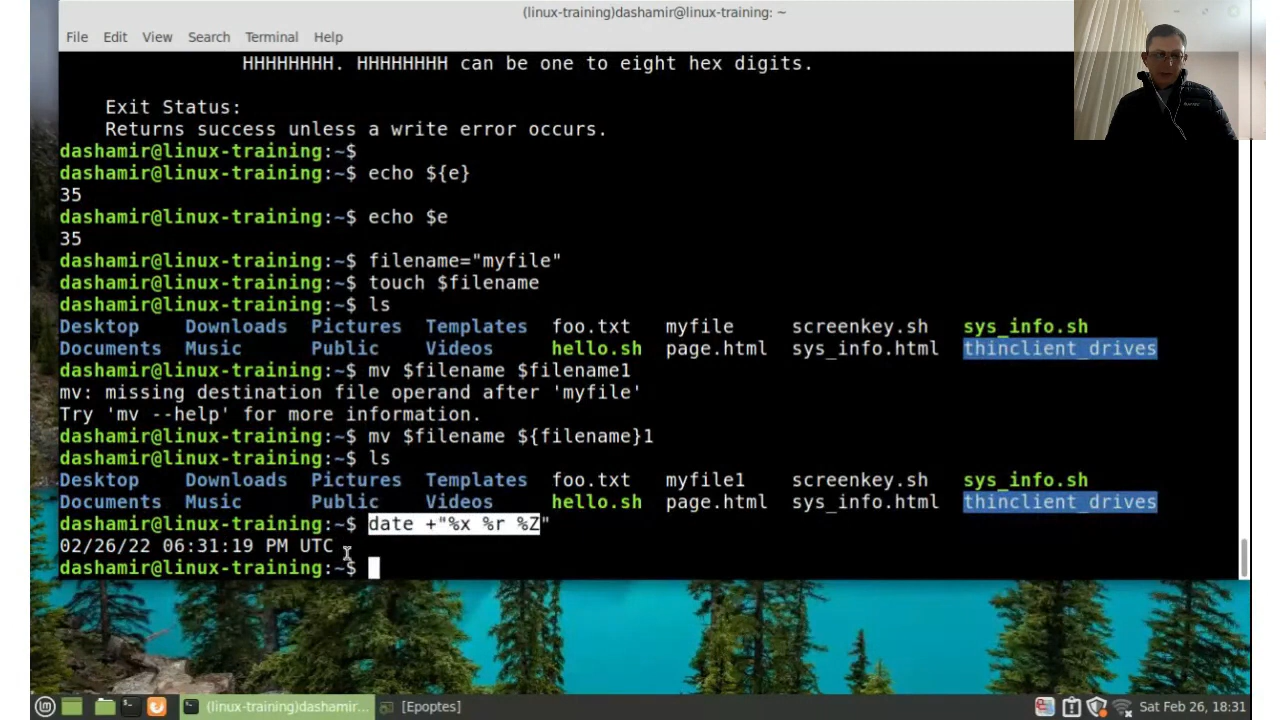 (linux-training)dashamir@linux-training: ~
File Edit View Search Terminal Help
HHHHHHHH. HHHHHHHH can be one to eight hex digits.
Exit Status:
Returns success unless a write error occurs.
dashamir@linux-training:~$
dashamir@linux-training:~$ echo ${e}
35
dashamir@linux-training:~$ echo $e
35
dashamir@linux-training:~$ filename="myfile"
dashamir@linux-training:~$ touch $filename
dashamir@linux-training:~$ ls
Desktop Downloads Pictures Templates foo.txt myfile screenkey.sh sys_info.sh
Documents Music Public Videos hello.sh page.html sys_info.html thinclient_drives
dashamir@linux-training:~$ mv $filename $filename1
mv: missing destination file operand after 'myfile'
Try 'mv --help' for more information.
dashamir@linux-training:~$ mv $filename ${filename}1
dashamir@linux-training:~$ ls
Desktop Downloads Pictures Templates foo.txt myfile1 screenkey.sh sys_info.sh
Documents Music Public Videos hello.sh page.html sys_info.html thinclient_drives
dashamir@linux-training:~$ date +"%x %r %Z"
02/26/22 06:31:19 PM UTC
dashamir@linux-training:~$
(linux-training)dashamir... [Epoptes] Sat Feb 26, 18:31